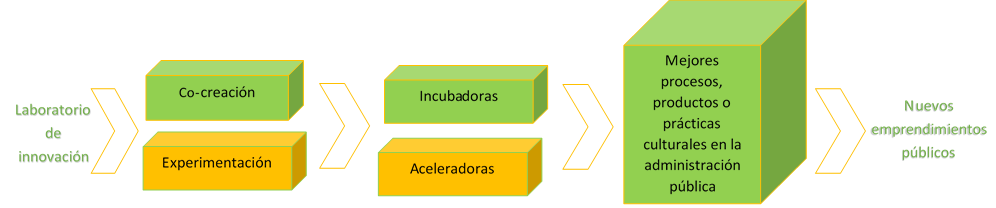 Laboratorio
de
innovación
Co-creación
Experimentación
Incubadoras
Aceleradoras
Mejores
procesos,
productos o
prácticas
culturales en la
administración
pública
Nuevos
emprendimientos
públicos